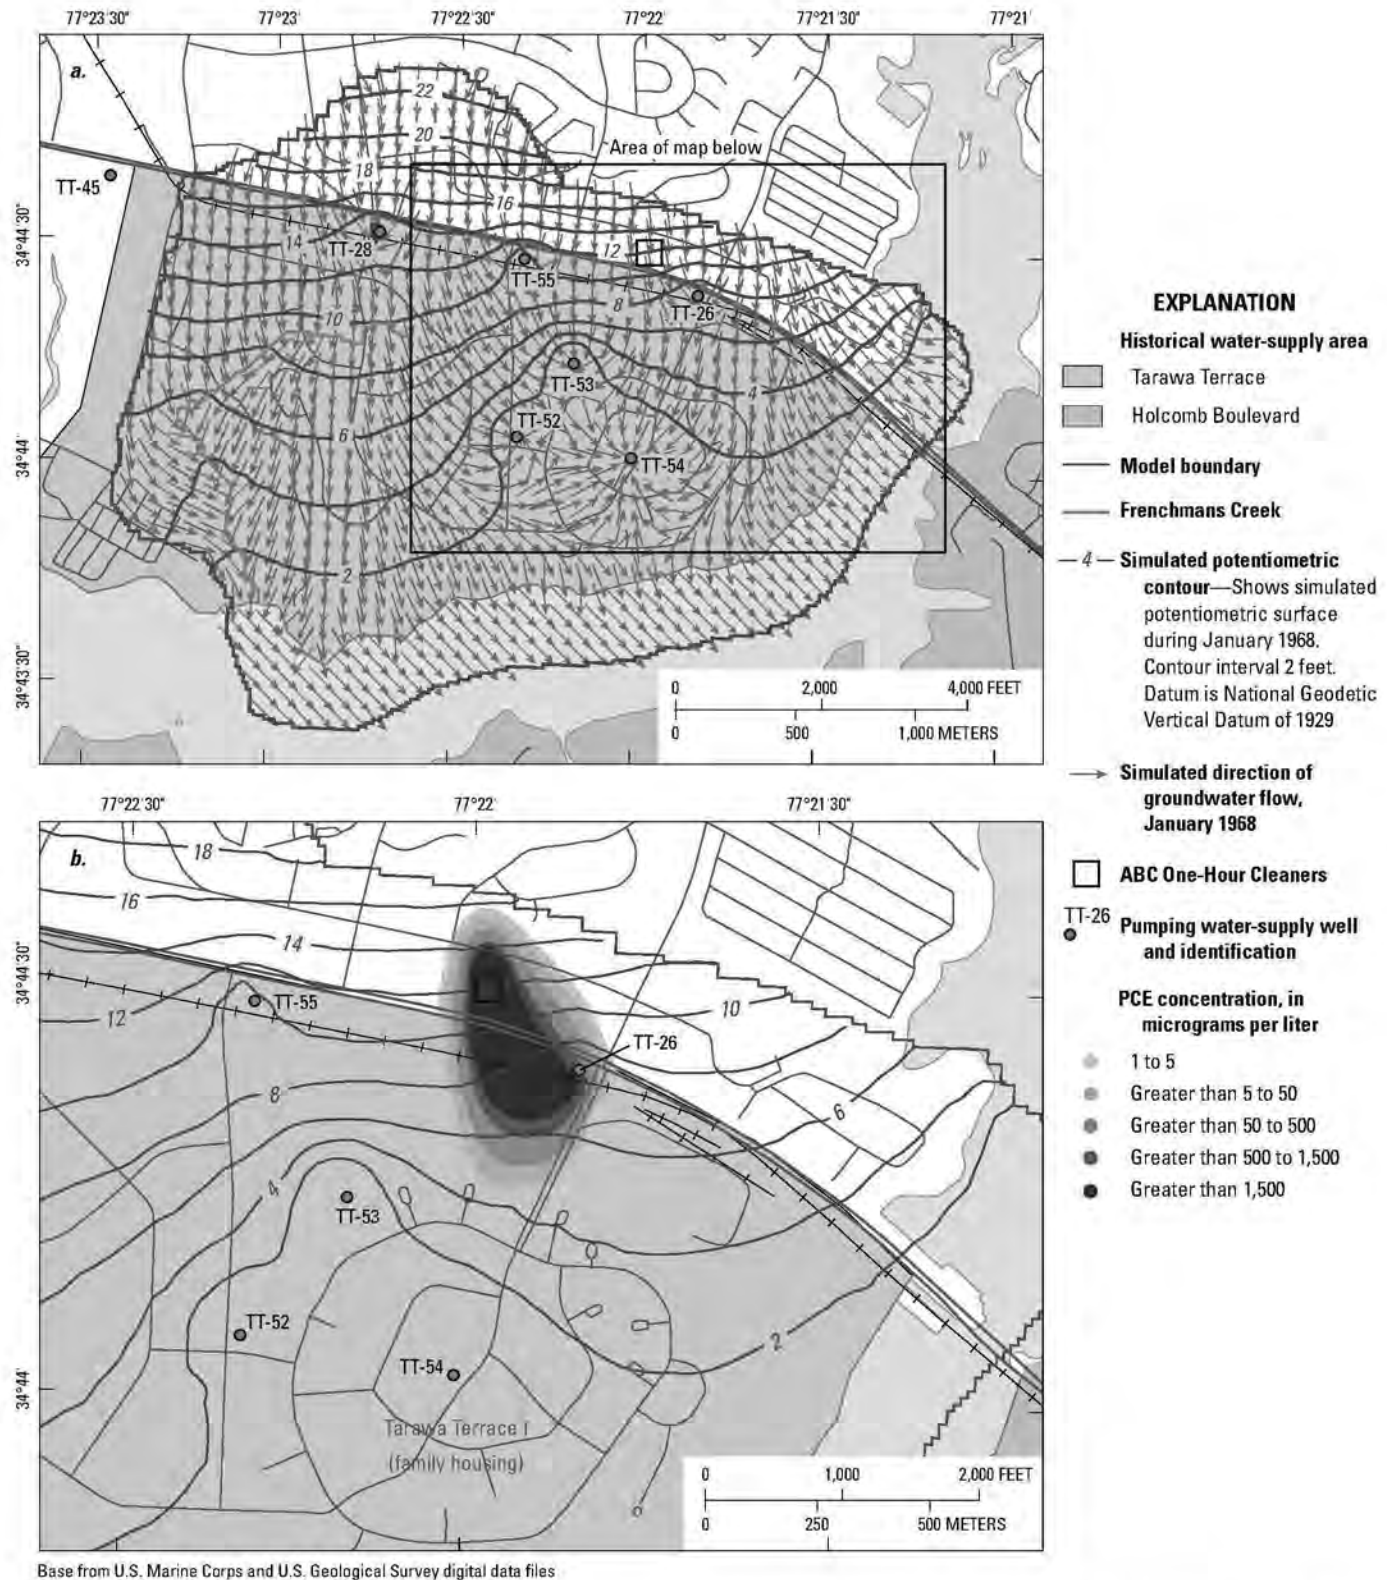 77°23'30"
77°23'
77°22'30"
77°22'
77°21'30"
77°21'
a.
22
20
Area of map below
18
TT-45
16
34°44'30"
14
TT-28
12
TT-55
8
TT-26
10
TT-53
4
TT-52
6
34°44'
TT-54
2
34°43'30"
0
2,000
4,000 FEET
0
500
1,000 METERS
77°22'30"
77°22'
77°21'30"
b.
18
16
14
34°44'30"
TT-55
10
12
TT-26
8
6
4
TT-53
TT-52
2
TT-54
34°44'
Tarawa Terrace I
(family housing)
0
1,000
2,000 FEET
0
250
500 METERS
Base from U.S. Marine Corps and U.S. Geological Survey digital data files
EXPLANATION
Historical water-supply area
Tarawa Terrace
Holcomb Boulevard
Model boundary
Frenchmans Creek
4 Simulated potentiometric
contour—Shows simulated
potentiometric surface
during January 1968.
Contour interval 2 feet.
Datum is National Geodetic
Vertical Datum of 1929
Simulated direction of
groundwater flow,
January 1968
ABC One-Hour Cleaners
TT-26
Pumping water-supply well
and identification
PCE concentration, in
micrograms per liter
1 to 5
Greater than 5 to 50
Greater than 50 to 500
Greater than 500 to 1,500
Greater than 1,500